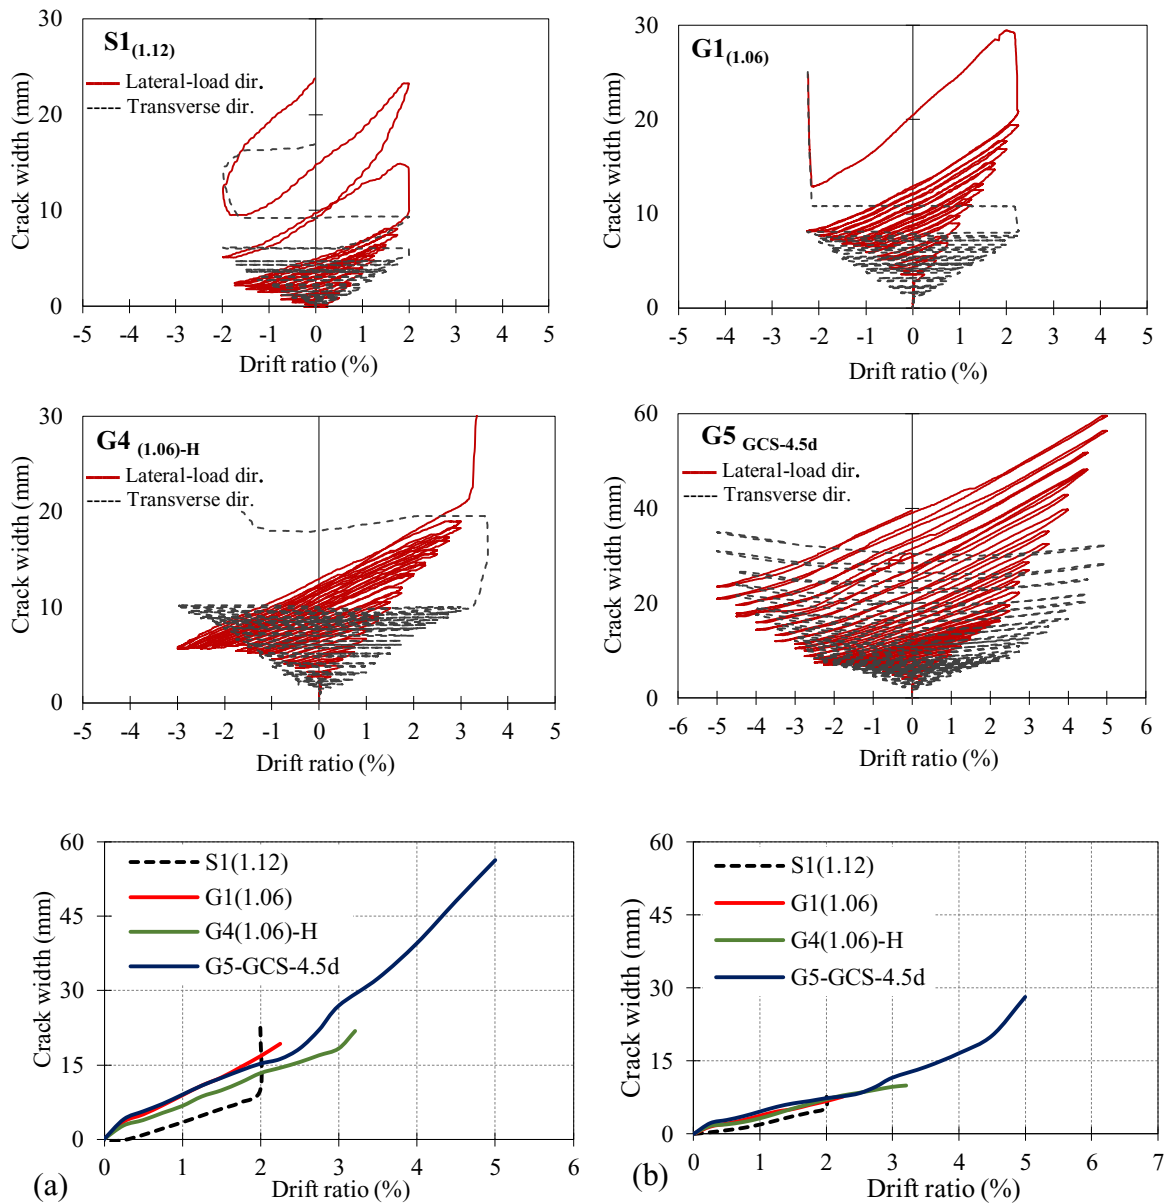 S1(1.12)
Lateral-load dir.
Transverse dir.
Crack width (mm)
30
20
10
0
-5 -4 -3 -2 -1 0 1 2 3 4 5
Drift ratio (%)
G1(1.06)
Crack width (mm)
30
20
10
0
-5 -4 -3 -2 -1 0 1 2 3 4 5
Drift ratio (%)
G4 (1.06)-H
Lateral-load dir.
Transverse dir.
Crack width (mm)
30
20
10
0
-5 -4 -3 -2 -1 0 1 2 3 4 5
Drift ratio (%)
G5 GCS-4.5d
Lateral-load dir.
Transverse dir.
Crack width (mm)
60
40
20
0
-6 -5 -4 -3 -2 -1 0 1 2 3 4 5 6
Drift ratio (%)
S1(1.12)
G1(1.06)
G4(1.06)-H
G5-GCS-4.5d
Crack width (mm)
60
45
30
15
0
0 1 2 3 4 5 6
Drift ratio (%)
(a)
S1(1.12)
G1(1.06)
G4(1.06)-H
G5-GCS-4.5d
Crack width (mm)
60
45
30
15
0
0 1 2 3 4 5 6 7
Drift ratio (%)
(b)